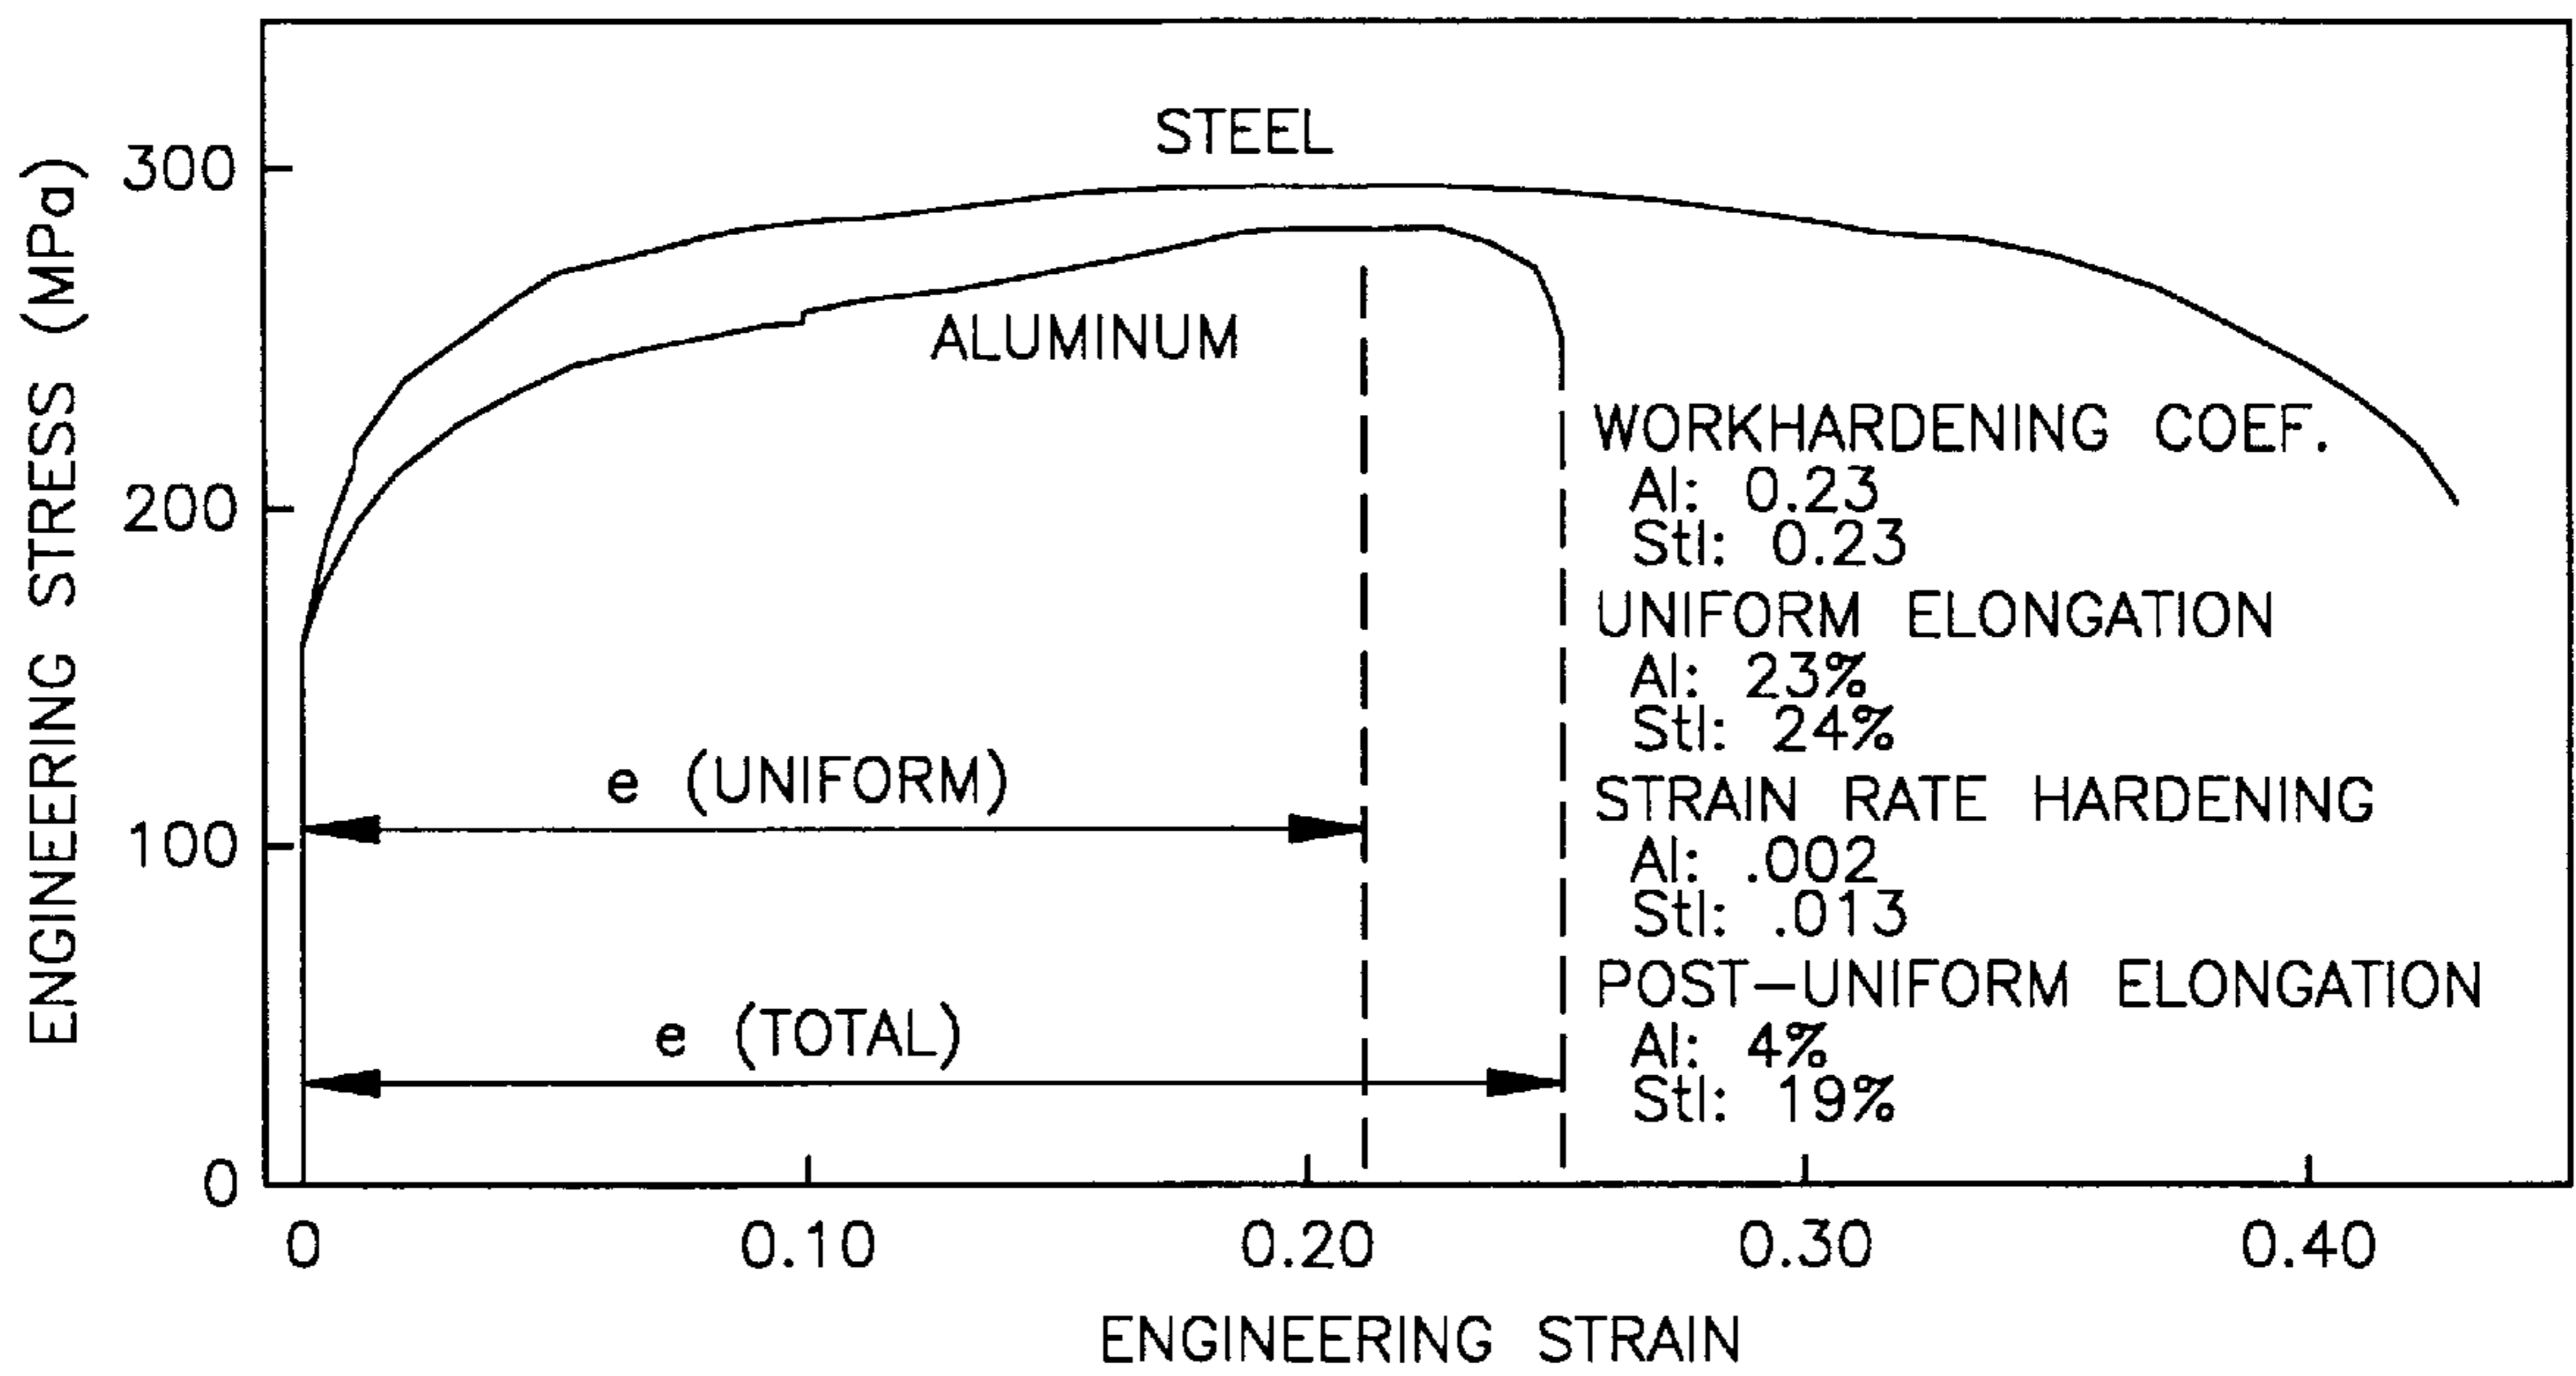 ENGINEERING STRESS (MPa)
300
200
100
0
STEEL
ALUMINUM
e (UNIFORM)
e (TOTAL)
WORKHARDENING COEF.
Al: 0.23
Stl: 0.23
UNIFORM ELONGATION
Al: 23%
Stl: 24%
STRAIN RATE HARDENING
Al: .002
Stl: .013
POST-UNIFORM ELONGATION
Al: 4%
Stl: 19%
0 0.10 0.20 0.30 0.40
ENGINEERING STRAIN